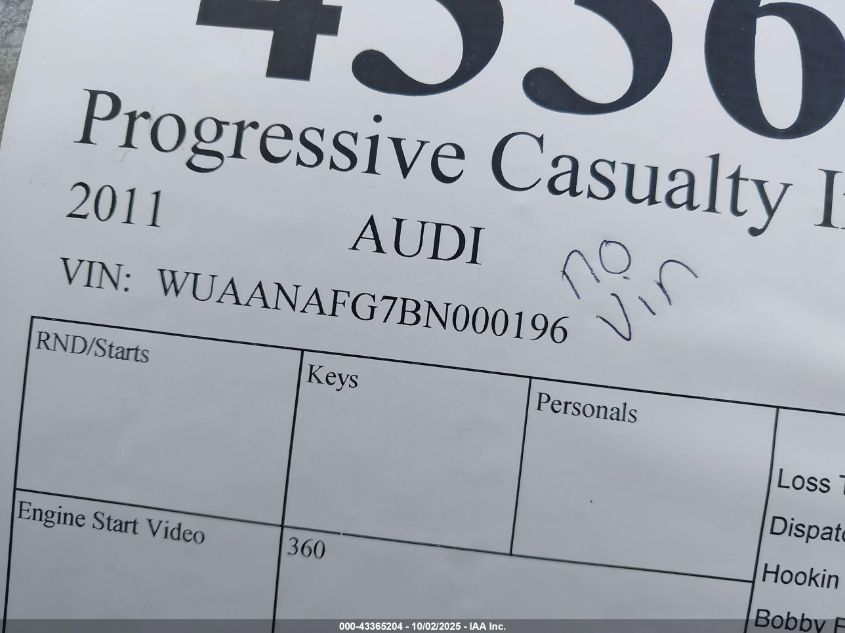 4336
Progressive Casualty
2011 AUDI
no
vin
VIN: WUAANAFG7BN000196
RND/Starts
Keys
Personals
Loss
Dispatc
Hookin
Bobby
Engine Start Video
360
000-43365204 - 10/02/2025 - IAA Inc.